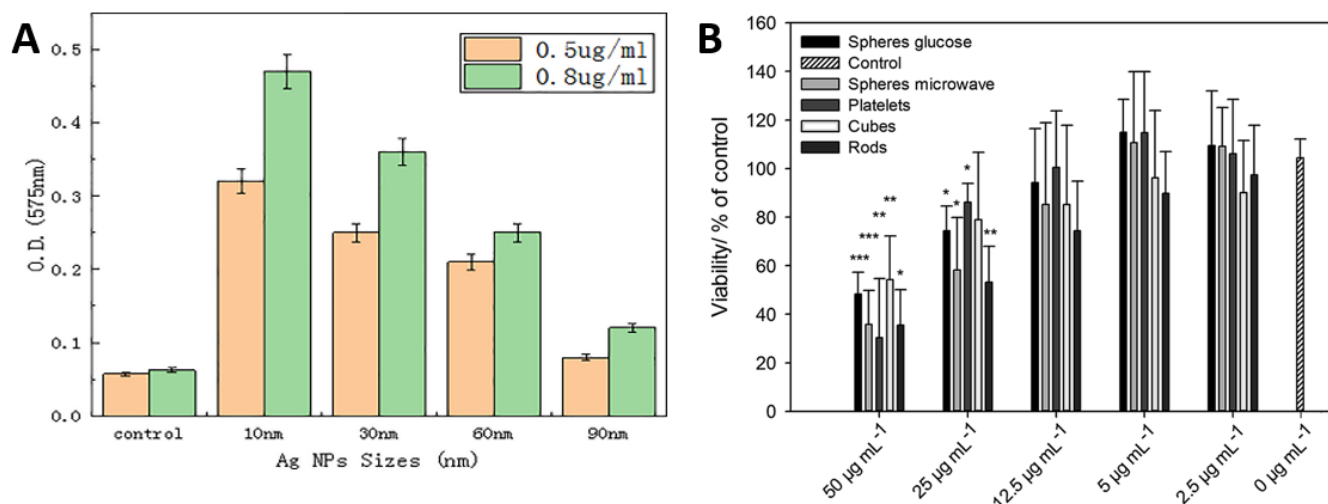 A
0.5ug/ml
0.8ug/ml
O.D.(575nm)
0.5
0.4
0.3
0.2
0.1
0.0
control
10nm
30nm
60nm
90nm
Ag NPs Sizes (nm)
B
Viability/ % of control
160
140
120
100
80
60
40
20
0
Spheres glucose
Control
Spheres microwave
Platelets
Cubes
Rods
***
***
**
**
*
*
*
*
**
50 µg mL-1
25 µg mL-1
12.5 µg mL-1
5 µg mL-1
2.5 µg mL-1
0 µg mL-1